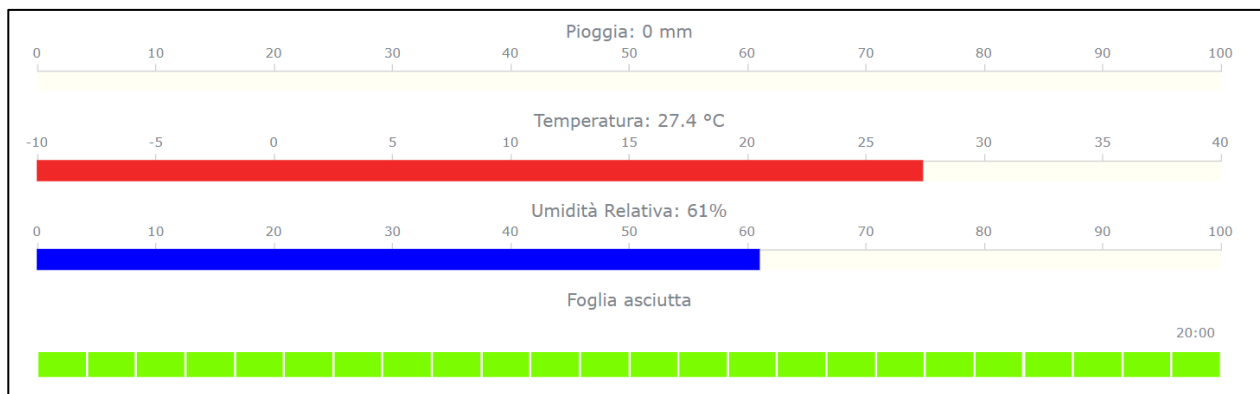 Pioggia: 0 mm
0 10 20 30 40 50 60 70 80 90 100
Temperatura: 27.4 °C
-10 -5 0 5 10 15 20 25 30 35 40
Umidità Relativa: 61%
0 10 20 30 40 50 60 70 80 90 100
Foglia asciutta
20:00